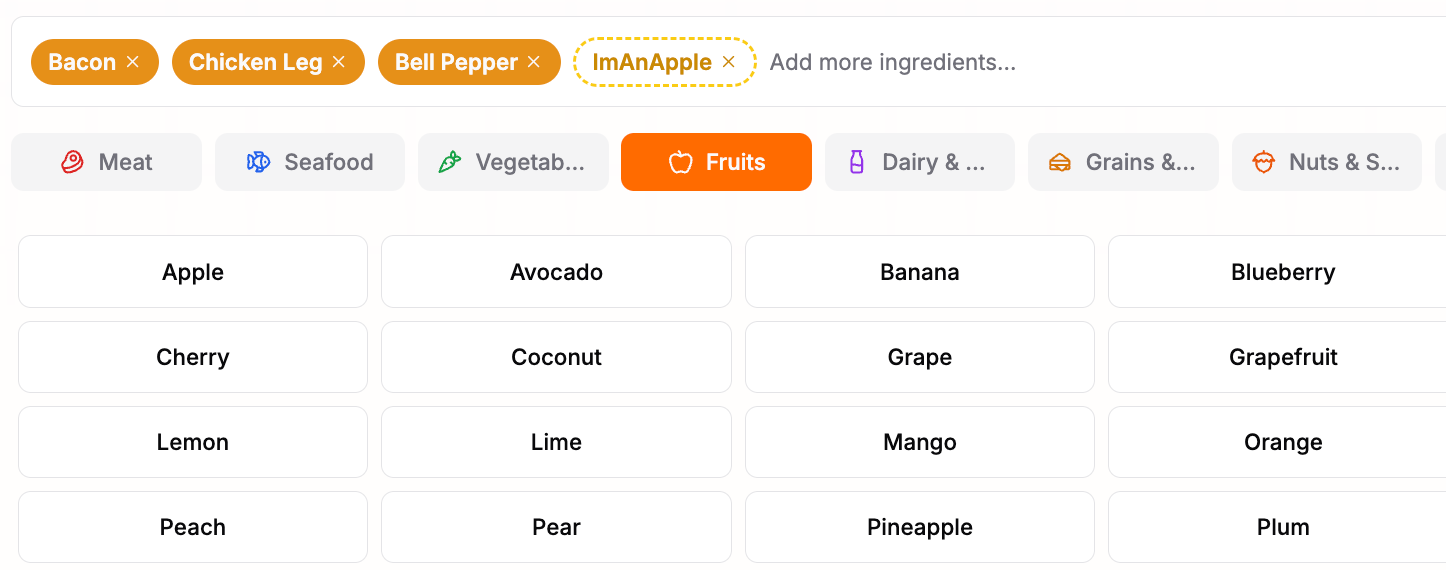 Bacon × Chicken Leg × Bell Pepper × ImAnApple × Add more ingredients...
Meat Seafood Vegetab... Fruits Dairy & ... Grains &... Nuts & S...
Apple Avocado Banana Blueberry
Cherry Coconut Grape Grapefruit
Lemon Lime Mango Orange
Peach Pear Pineapple Plum